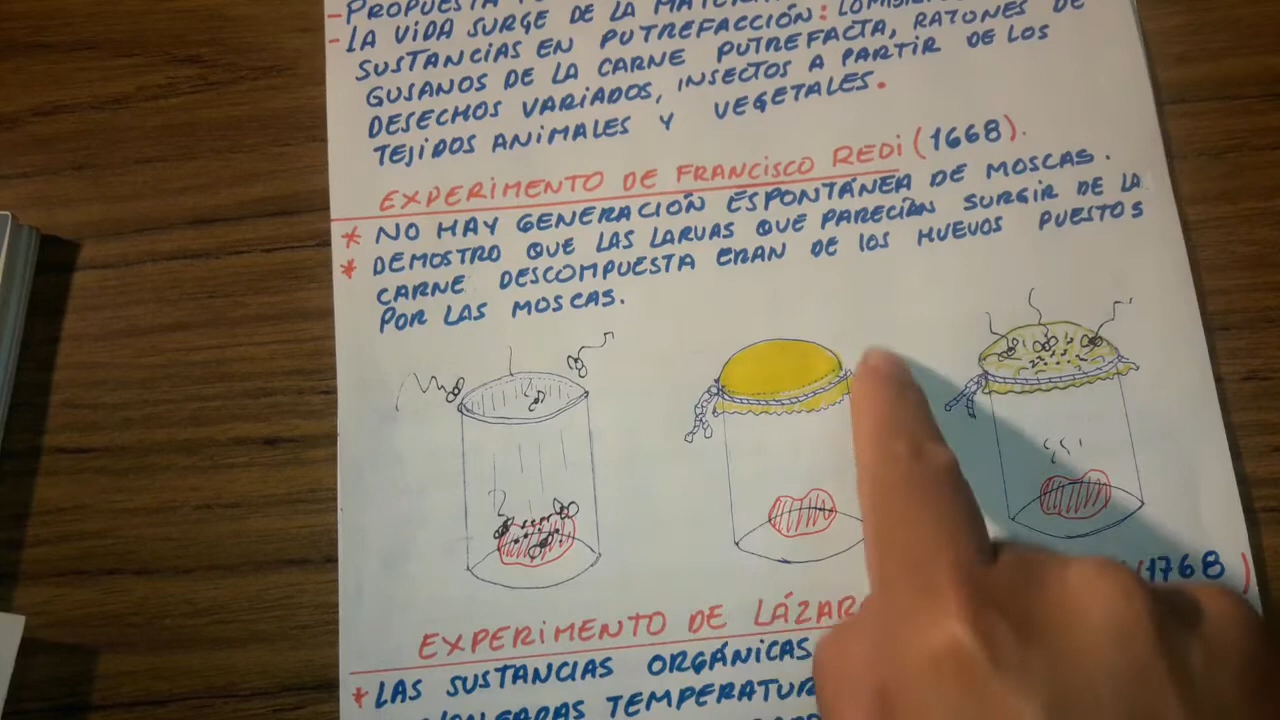 - PROPUESTA
- LA VIDA SURGE DE LA
SUSTANCIAS EN PUTREFACCIÓN:
GUSANOS DE LA CARNE PUTREFACTA, RATONES DE
DESECHOS VARIADOS, INSECTOS A PARTIR DE LOS
TEJIDOS ANIMALES Y VEGETALES.
EXPERIMENTO DE FRANCISCO REDI (1668).
* NO HAY GENERACIÓN ESPONTÁNEA DE MOSCAS.
* DEMOSTRO QUE LAS LARVAS QUE PARECIAN SURGIR DE LA
CARNE DESCOMPUESTA ERAN DE LOS HUEVOS PUESTOS
POR LAS MOSCAS.
EXPERIMENTO DE LÁZAR 1768)
* LAS SUSTANCIAS ORGÁNICAS